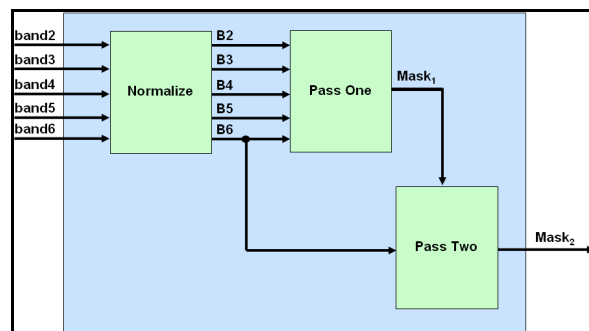 band2
band3
band4
band5
band6
Normalize
B2
B3
B4
B5
B6
Pass One
Mask₁
Pass Two
Mask₂